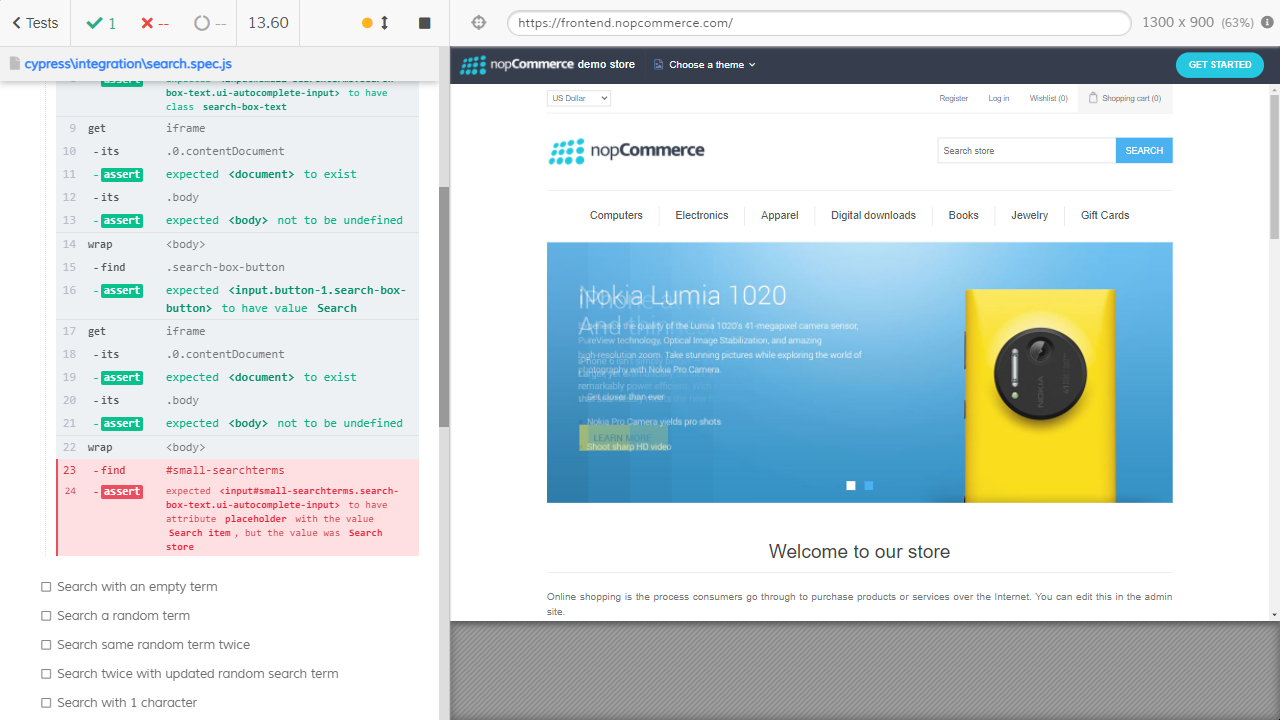 Tests
1
--
--
13.60
https://frontend.nopcommerce.com/
1300 x 900 (63%)
cypress\integration\search.spec.js
box-text.ui-autocomplete-input> to have
class search-box-text
9 get iframe
10 -its .0.contentDocument
11 -assert expected <document> to exist
12 -its .body
13 -assert expected <body> not to be undefined
14 wrap <body>
15 -find .search-box-button
16 -assert expected <input.button-1.search-box-
button> to have value Search
17 get iframe
18 -its .0.contentDocument
19 -assert expected <document> to exist
20 -its .body
21 -assert expected <body> not to be undefined
22 wrap <body>
23 -find #small-searchterms
24 -assert expected <input#small-searchterms.search-
box-text.ui-autocomplete-input> to have
attribute placeholder with the value
Search item, but the value was Search
store
Search with an empty term
Search a random term
Search same random term twice
Search twice with updated random search term
Search with 1 character
nopCommerce demo store
Choose a theme
GET STARTED
US Dollar
Register Log in Wishlist (0) Shopping cart (0)
nopCommerce
Search store
SEARCH
Computers Electronics Apparel Digital downloads Books Jewelry Gift Cards
Nokia Lumia 1020
And
Experience the quality of the Lumia 1020's 41-megapixel camera sensor,
PureView technology, Optical Image Stabilization, and amazing
high-resolution zoom. Take stunning pictures while exploring the world of
photography with Nokia Pro Camera.
remarkably power efficient.
Get closer than ever
Nokia Pro Camera yields pro shots
LEARN MORE
Shoot sharp HD video
NOKIA
Welcome to our store
Online shopping is the process consumers go through to purchase products or services over the Internet. You can edit this in the admin
site.